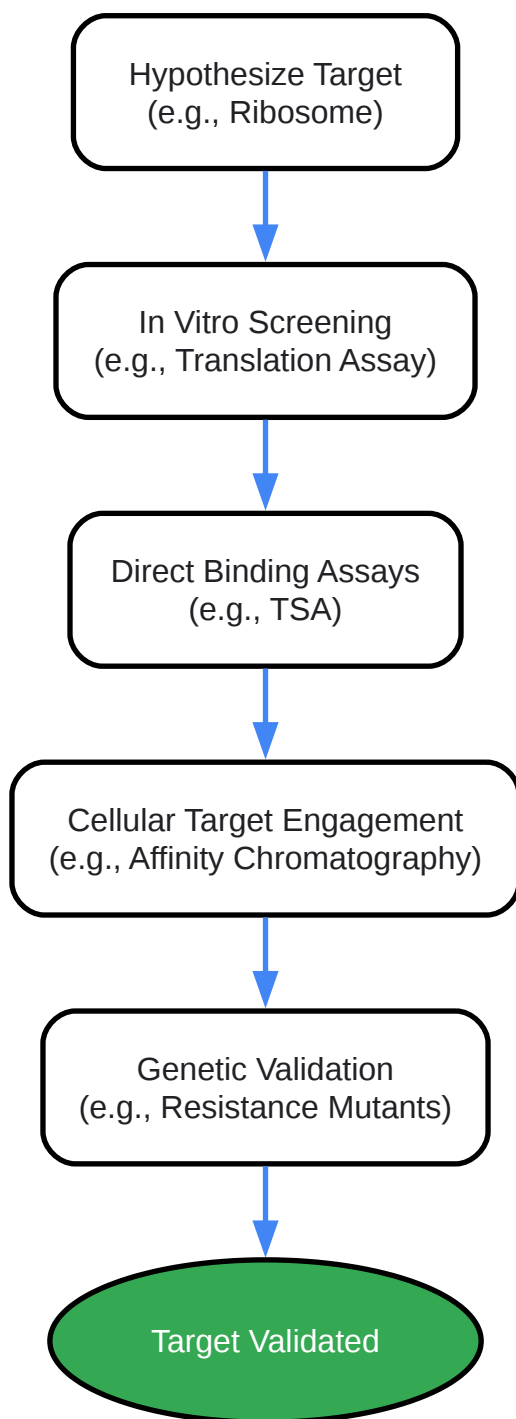 Hypothesize Target
(e.g., Ribosome)
In Vitro Screening
(e.g., Translation Assay)
Direct Binding Assays
(e.g., TSA)
Cellular Target Engagement
(e.g., Affinity Chromatography)
Genetic Validation
(e.g., Resistance Mutants)
Target Validated